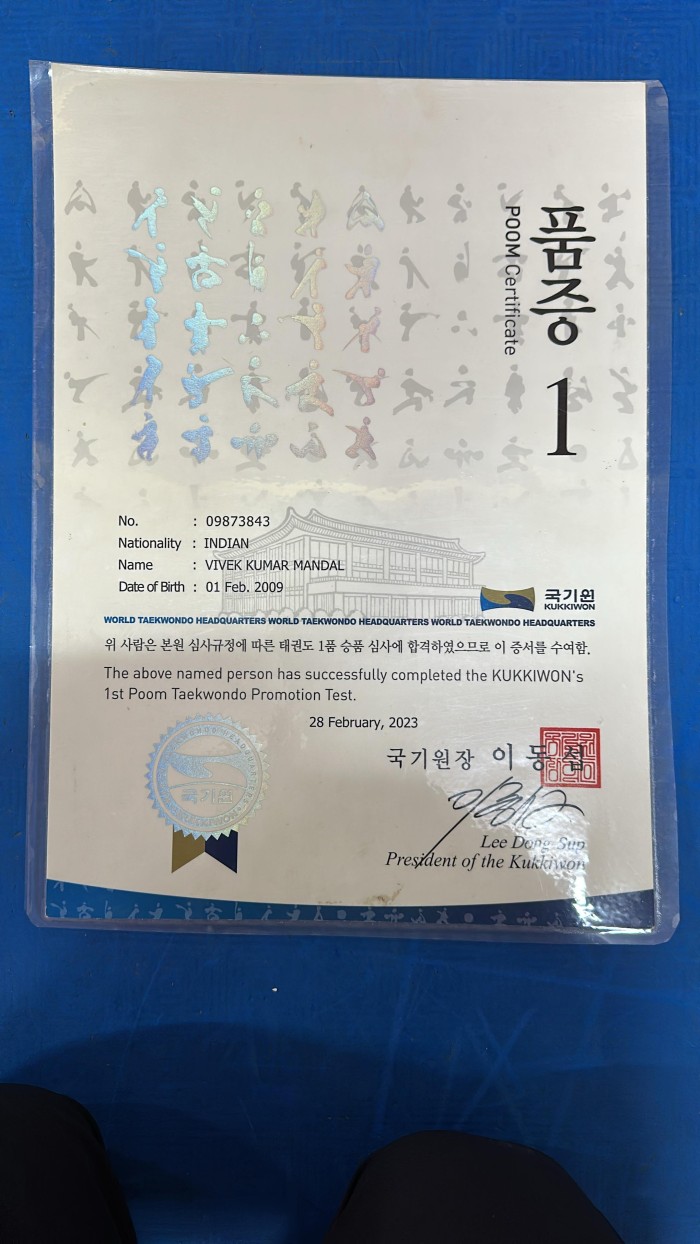 품증
POOM Certificate
1
No. : 09873843
Nationality : INDIAN
Name : VIVEK KUMAR MANDAL
Date of Birth : 01 Feb. 2009
국기원
KUKKIWON
WORLD TAEKWONDO HEADQUARTERS WORLD TAEKWONDO HEADQUARTERS WORLD TAEKWONDO HEADQUARTERS
위 사람은 본원 심사규정에 따른 태권도 1품 승품 심사에 합격하였으므로 이 증서를 수여함.
The above named person has successfully completed the KUKKIWON's
1st Poom Taekwondo Promotion Test.
28 February, 2023
국기원장 이동섭
Lee Dong Sup
President of the Kukkiwon
국기원